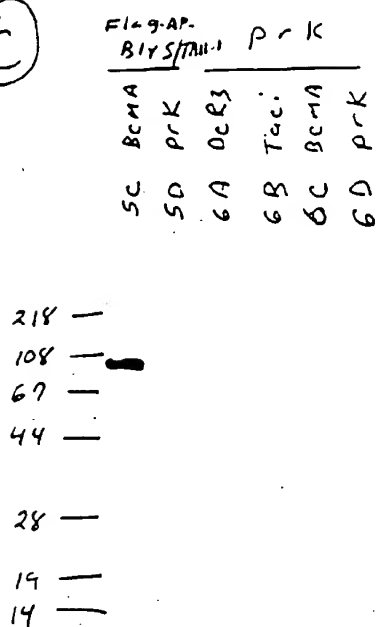 Flag-AP-
BlyS/TAll-1 prK
5C BCMA
5D prK
6A DcR3
6B Taci
6C BCMA
6D prK
218
108
67
44
28
19
14